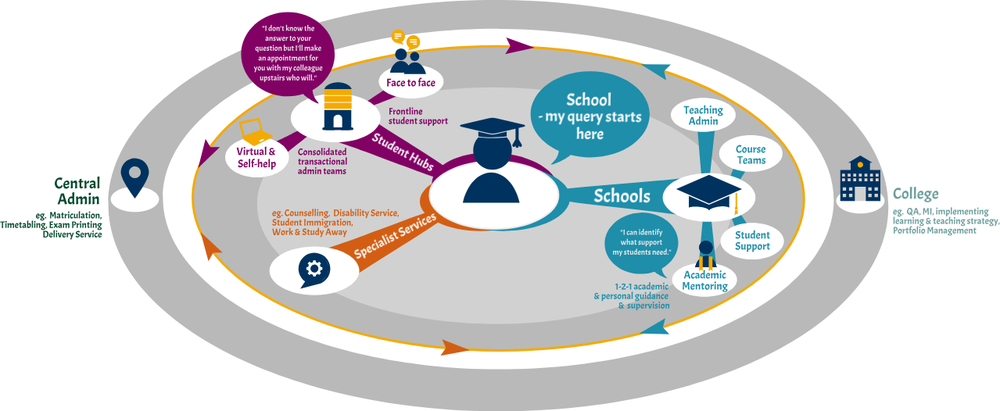 "I don't know the
answer to your
question but I'll make
an appointment for
you with my colleague
upstairs who will."
Face to face
Frontline
student support
Virtual &
Self-help
Consolidated
transactional
admin teams
Student Hubs
School
- my query starts
here
Teaching
Admin
Course
Teams
Schools
Student
Support
"I can identify
what support
my students need."
Academic
Mentoring
1-2-1 academic
& personal guidance
& supervision
eg. Counselling, Disability Service,
Student Immigration,
Work & Study Away
Specialist Services
Central
Admin
eg. Matriculation,
Timetabling, Exam Printing
Delivery Service
College
eg. QA, MI, implementing
learning & teaching strategy,
Portfolio Management